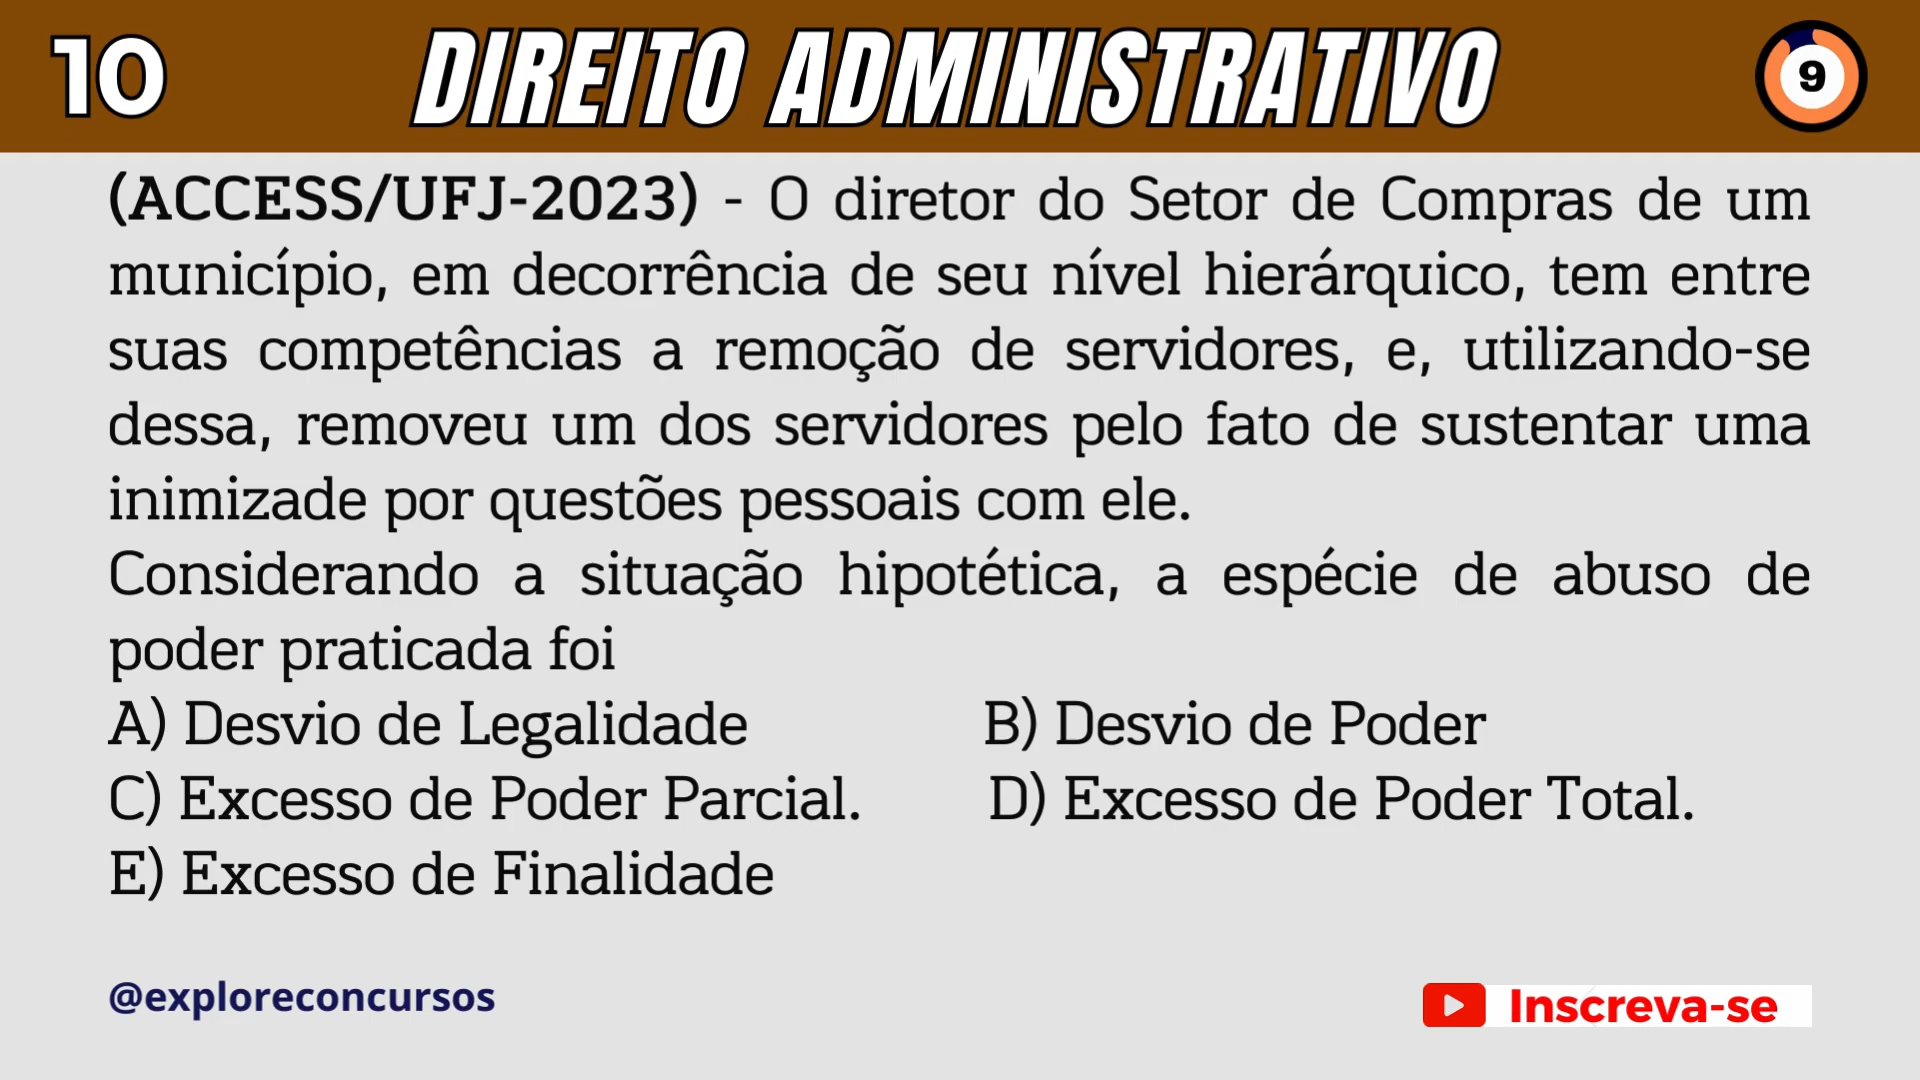 10
DIREITO ADMINISTRATIVO
9
(ACCESS/UFJ-2023) - O diretor do Setor de Compras de um
município, em decorrência de seu nível hierárquico, tem entre
suas competências a remoção de servidores, e, utilizando-se
dessa, removeu um dos servidores pelo fato de sustentar uma
inimizade por questões pessoais com ele.
Considerando a situação hipotética, a espécie de abuso de
poder praticada foi
A) Desvio de Legalidade B) Desvio de Poder
C) Excesso de Poder Parcial. D) Excesso de Poder Total.
E) Excesso de Finalidade
@exploreconcursos
Inscreva-se